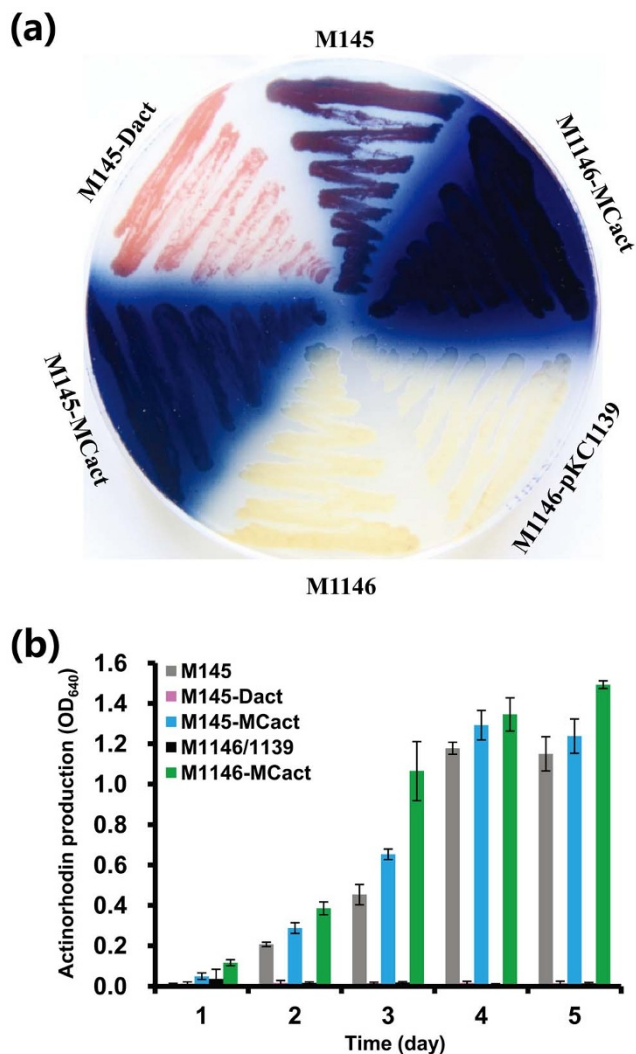 (a)
M145
M145-Dact
M1146-MCact
M145-MCact
M1146-pKC1139
M1146
(b)
Actinorhodin production (OD640)
1.6
1.4
1.2
1.0
0.8
0.6
0.4
0.2
0.0
M145
M145-Dact
M145-MCact
M1146/1139
M1146-MCact
1 2 3 4 5
Time (day)